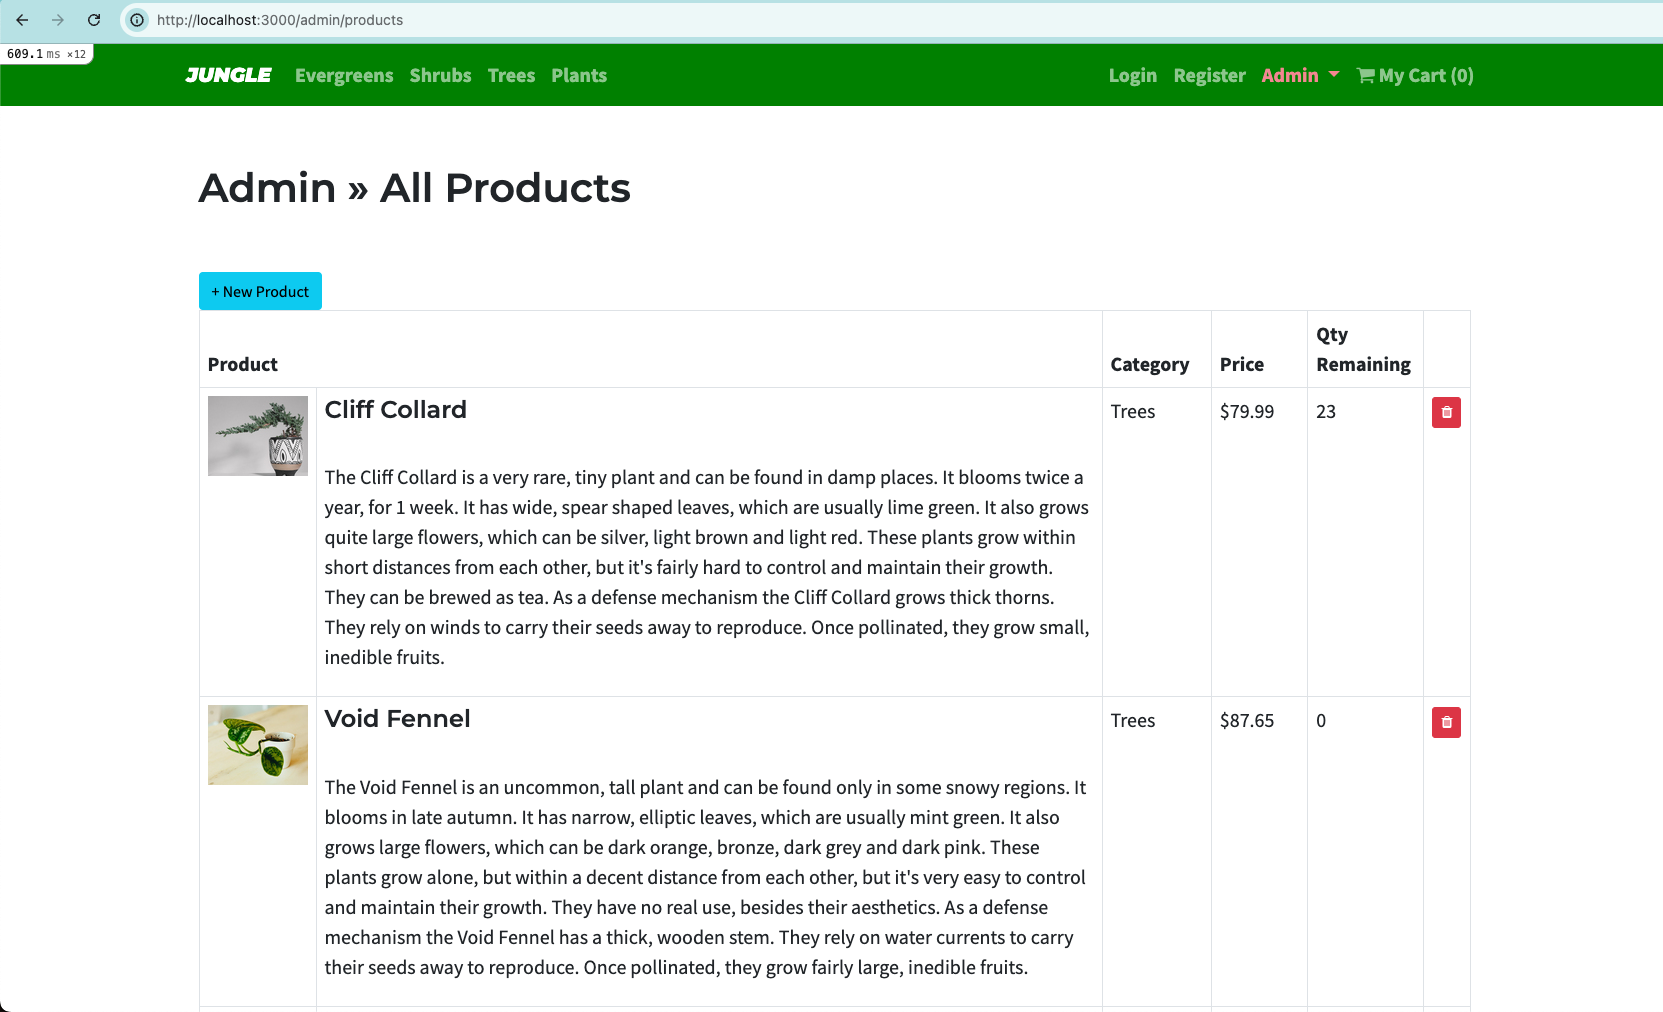 http://localhost:3000/admin/products
609.1 ms ×12
JUNGLE Evergreens Shrubs Trees Plants Login Register Admin My Cart (0)
Admin » All Products
+ New Product
Product Category Price Qty Remaining
Cliff Collard Trees $79.99 23
The Cliff Collard is a very rare, tiny plant and can be found in damp places. It blooms twice a
year, for 1 week. It has wide, spear shaped leaves, which are usually lime green. It also grows
quite large flowers, which can be silver, light brown and light red. These plants grow within
short distances from each other, but it's fairly hard to control and maintain their growth.
They can be brewed as tea. As a defense mechanism the Cliff Collard grows thick thorns.
They rely on winds to carry their seeds away to reproduce. Once pollinated, they grow small,
inedible fruits.
Void Fennel Trees $87.65 0
The Void Fennel is an uncommon, tall plant and can be found only in some snowy regions. It
blooms in late autumn. It has narrow, elliptic leaves, which are usually mint green. It also
grows large flowers, which can be dark orange, bronze, dark grey and dark pink. These
plants grow alone, but within a decent distance from each other, but it's very easy to control
and maintain their growth. They have no real use, besides their aesthetics. As a defense
mechanism the Void Fennel has a thick, wooden stem. They rely on water currents to carry
their seeds away to reproduce. Once pollinated, they grow fairly large, inedible fruits.